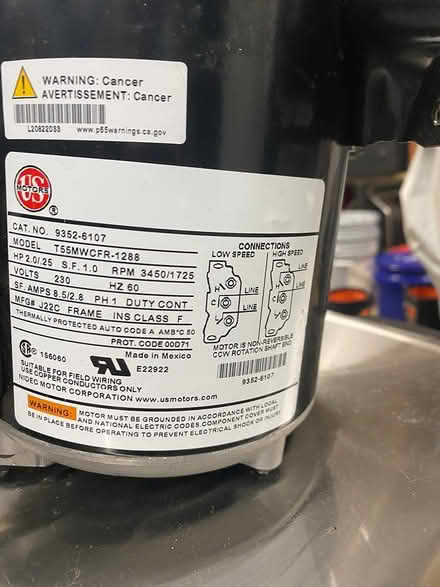 WARNING: Cancer
AVERTISSEMENT: Cancer
L20622033 www.p65warnings.ca.gov
US
MOTORS
®
CAT. NO. 9352-6107
MODEL T55MWCFR-1288
HP 2.0/.25 S.F. 1.0 RPM 3450/1725
VOLTS 230 HZ 60
SF. AMPS 8.5/2.8 PH 1 DUTY CONT
MFG# J22C FRAME INS CLASS F
THERMALLY PROTECTED AUTO CODE A AMB°C 50
PROT. CODE 00D71
CONNECTIONS
LOW SPEED HIGH SPEED
H LINE H
C LINE C LINE
L L LINE
MOTOR IS NON-REVERSIBLE
CCW ROTATION SHAFT END
9352-6107
Made in Mexico
156060 E22922
SUITABLE FOR FIELD WIRING
USE COPPER CONDUCTORS ONLY
NIDEC MOTOR CORPORATION www.usmotors.com
WARNING: MOTOR MUST BE GROUNDED IN ACCORDANCE WITH LOCAL
AND NATIONAL ELECTRIC CODES. COMPONENT COVER MUST
BE IN PLACE BEFORE OPERATING TO PREVENT ELECTRICAL SHOCK OR INJURY